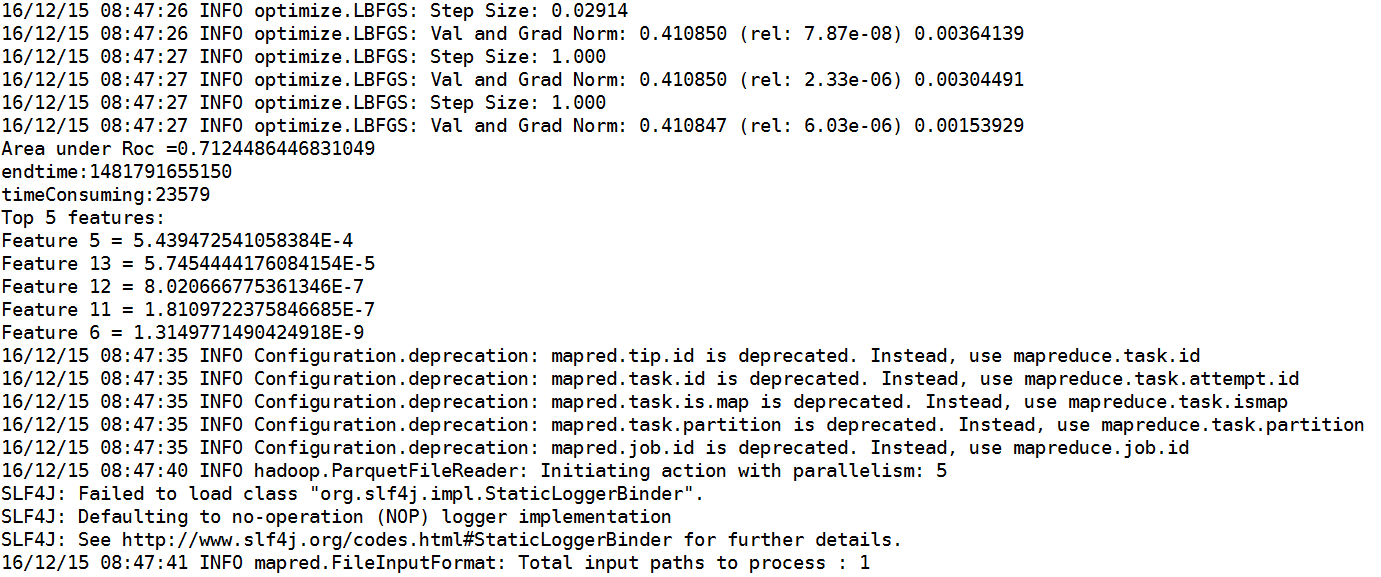 16/12/15 08:47:26 INFO optimize.LBFGS: Step Size: 0.02914
16/12/15 08:47:26 INFO optimize.LBFGS: Val and Grad Norm: 0.410850 (rel: 7.87e-08) 0.00364139
16/12/15 08:47:27 INFO optimize.LBFGS: Step Size: 1.000
16/12/15 08:47:27 INFO optimize.LBFGS: Val and Grad Norm: 0.410850 (rel: 2.33e-06) 0.00304491
16/12/15 08:47:27 INFO optimize.LBFGS: Step Size: 1.000
16/12/15 08:47:27 INFO optimize.LBFGS: Val and Grad Norm: 0.410847 (rel: 6.03e-06) 0.00153929
Area under Roc =0.7124486446831049
endtime:1481791655150
timeConsuming:23579
Top 5 features:
Feature 5 = 5.439472541058384E-4
Feature 13 = 5.7454444176084154E-5
Feature 12 = 8.020666775361346E-7
Feature 11 = 1.8109722375846685E-7
Feature 6 = 1.3149771490424918E-9
16/12/15 08:47:35 INFO Configuration.deprecation: mapred.tip.id is deprecated. Instead, use mapreduce.task.id
16/12/15 08:47:35 INFO Configuration.deprecation: mapred.task.id is deprecated. Instead, use mapreduce.task.attempt.id
16/12/15 08:47:35 INFO Configuration.deprecation: mapred.task.is.map is deprecated. Instead, use mapreduce.task.ismap
16/12/15 08:47:35 INFO Configuration.deprecation: mapred.task.partition is deprecated. Instead, use mapreduce.task.partition
16/12/15 08:47:35 INFO Configuration.deprecation: mapred.job.id is deprecated. Instead, use mapreduce.job.id
16/12/15 08:47:40 INFO hadoop.ParquetFileReader: Initiating action with parallelism: 5
SLF4J: Failed to load class "org.slf4j.impl.StaticLoggerBinder".
SLF4J: Defaulting to no-operation (NOP) logger implementation
SLF4J: See http://www.slf4j.org/codes.html#StaticLoggerBinder for further details.
16/12/15 08:47:41 INFO mapred.FileInputFormat: Total input paths to process : 1